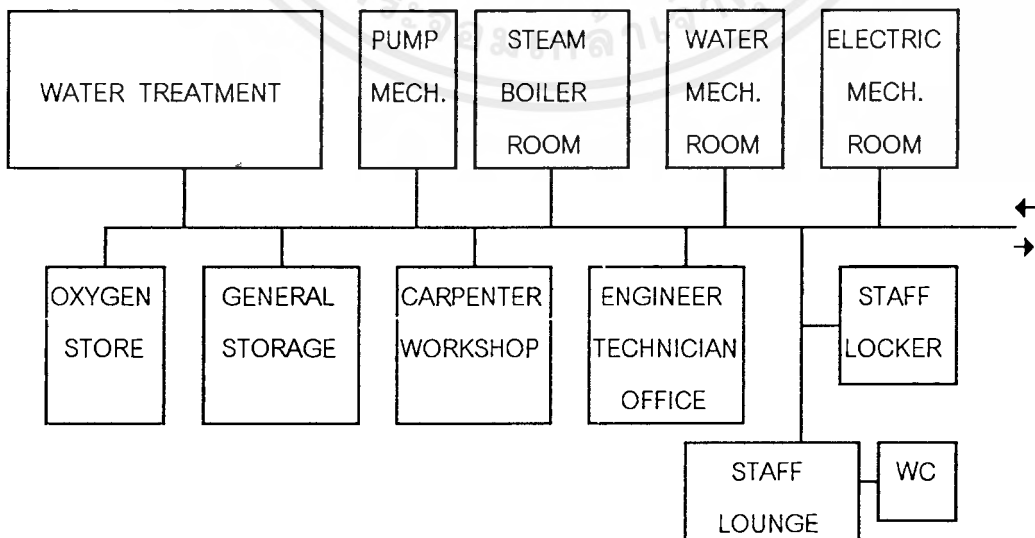 WATER TREATMENT
PUMP
MECH.
STEAM
BOILER
ROOM
WATER
MECH.
ROOM
ELECTRIC
MECH.
ROOM
OXYGEN
STORE
GENERAL
STORAGE
CARPENTER
WORKSHOP
ENGINEER
TECHNICIAN
OFFICE
STAFF
LOCKER
STAFF
LOUNGE
WC